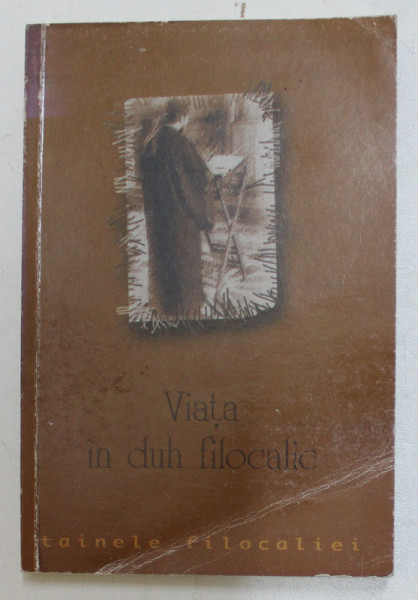 Viața
în duh filocalic
tainele filocaliei